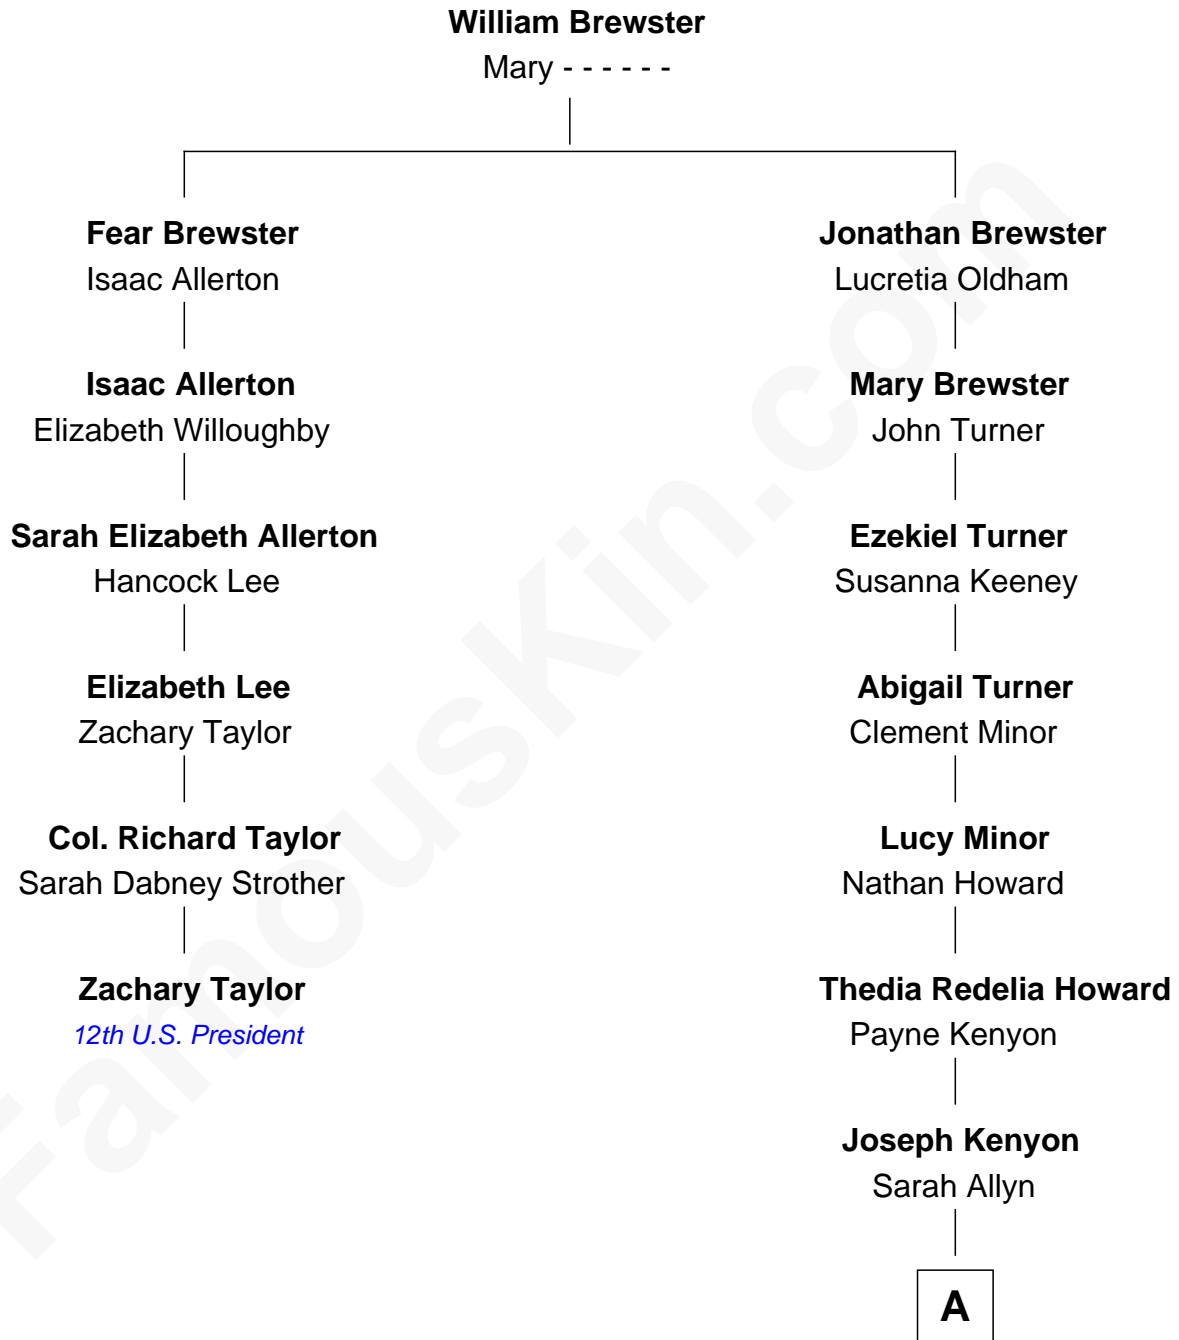 William Brewster
Mary - - - - - -
Fear Brewster
Isaac Allerton
Isaac Allerton
Elizabeth Willoughby
Sarah Elizabeth Allerton
Hancock Lee
Elizabeth Lee
Zachary Taylor
Col. Richard Taylor
Sarah Dabney Strother
Zachary Taylor
12th U.S. President
Jonathan Brewster
Lucretia Oldham
Mary Brewster
John Turner
Ezekiel Turner
Susanna Keeney
Abigail Turner
Clement Minor
Lucy Minor
Nathan Howard
Thedia Redelia Howard
Payne Kenyon
Joseph Kenyon
Sarah Allyn
A
FamousKin.com